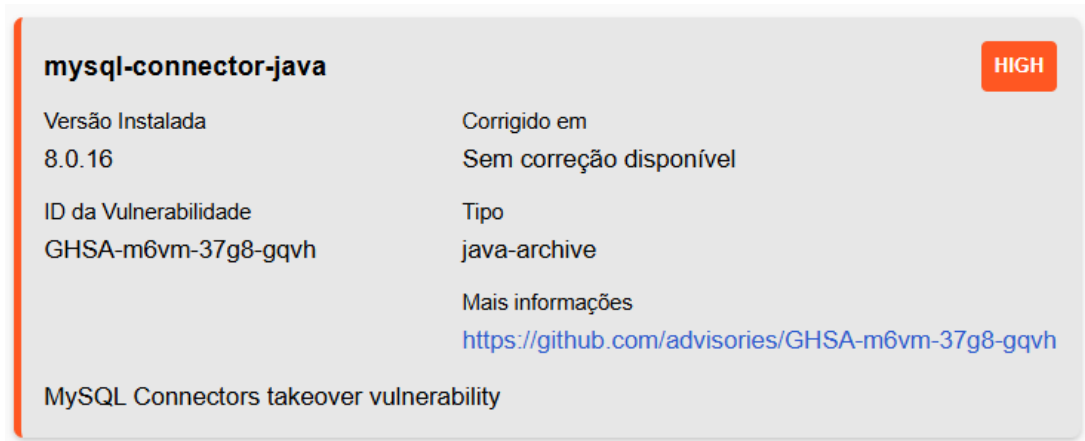 mysql-connector-java
HIGH
Versão Instalada
8.0.16
Corrigido em
Sem correção disponível
ID da Vulnerabilidade
GHSA-m6vm-37g8-gqvh
Tipo
java-archive
Mais informações
https://github.com/advisories/GHSA-m6vm-37g8-gqvh
MySQL Connectors takeover vulnerability